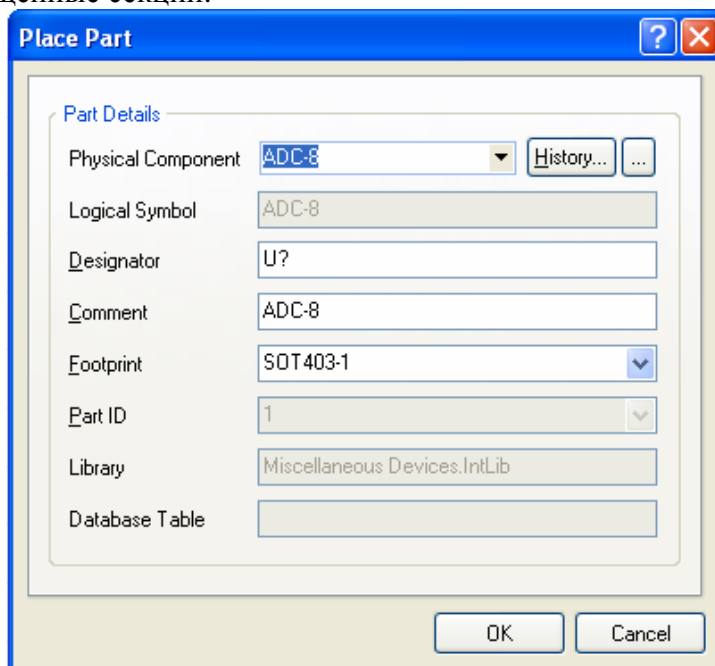 секции.
Place Part
Part Details
Physical Component ADC-8 History... ...
Logical Symbol ADC-8
Designator U?
Comment ADC-8
Footprint SOT403-1
Part ID 1
Library Miscellaneous Devices.IntLib
Database Table
OK Cancel